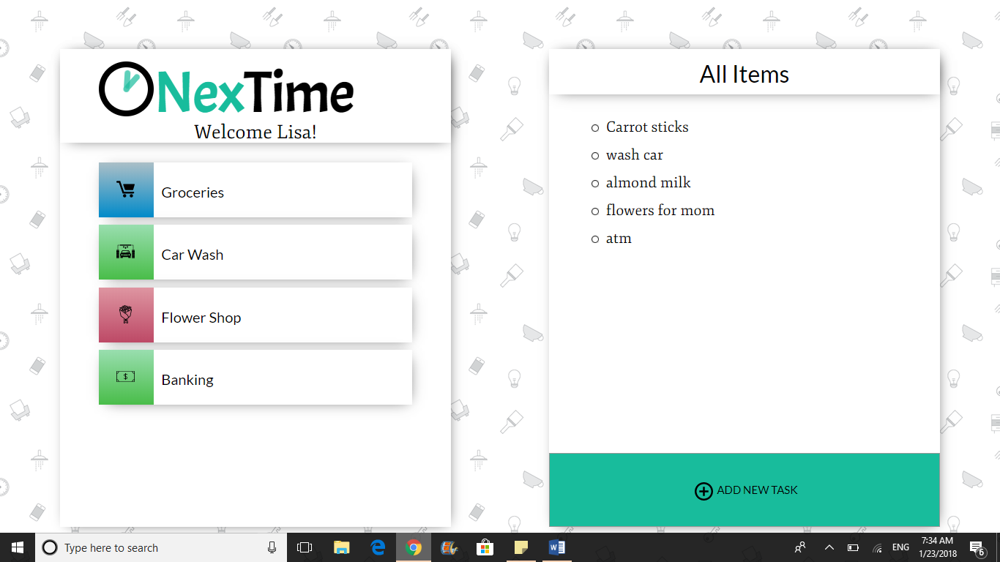 NexTime
Welcome Lisa!
Groceries
Car Wash
Flower Shop
$
Banking
All Items
Carrot sticks
wash car
almond milk
flowers for mom
atm
ADD NEW TASK
Type here to search
ENG
7:34 AM
1/23/2018
6